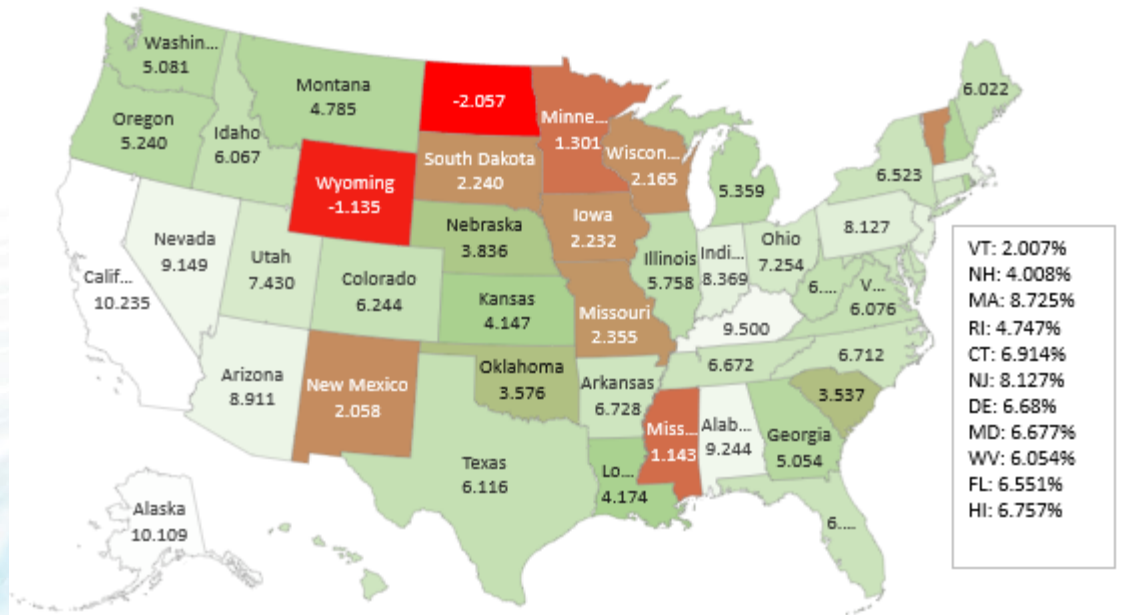 Washin...
5.081
Montana
4.785
-2.057
Minne...
1.301
6.022
Oregon
5.240
Idaho
6.067
South Dakota
2.240
Wiscon...
2.165
5.359
6.523
Wyoming
-1.135
Nebraska
3.836
Iowa
2.232
8.127
Nevada
9.149
Utah
7.430
Colorado
6.244
Illinois
5.758
Indi...
8.369
Ohio
7.254
6....
V...
6.076
Calif...
10.235
Kansas
4.147
Missouri
2.355
9.500
6.672
6.712
Arizona
8.911
New Mexico
2.058
Oklahoma
3.576
Arkansas
6.728
3.537
Miss...
1.143
Alab...
9.244
Georgia
5.054
Texas
6.116
Lo...
4.174
6....
Alaska
10.109
VT: 2.007%
NH: 4.008%
MA: 8.725%
RI: 4.747%
CT: 6.914%
NJ: 8.127%
DE: 6.68%
MD: 6.677%
WV: 6.054%
FL: 6.551%
HI: 6.757%